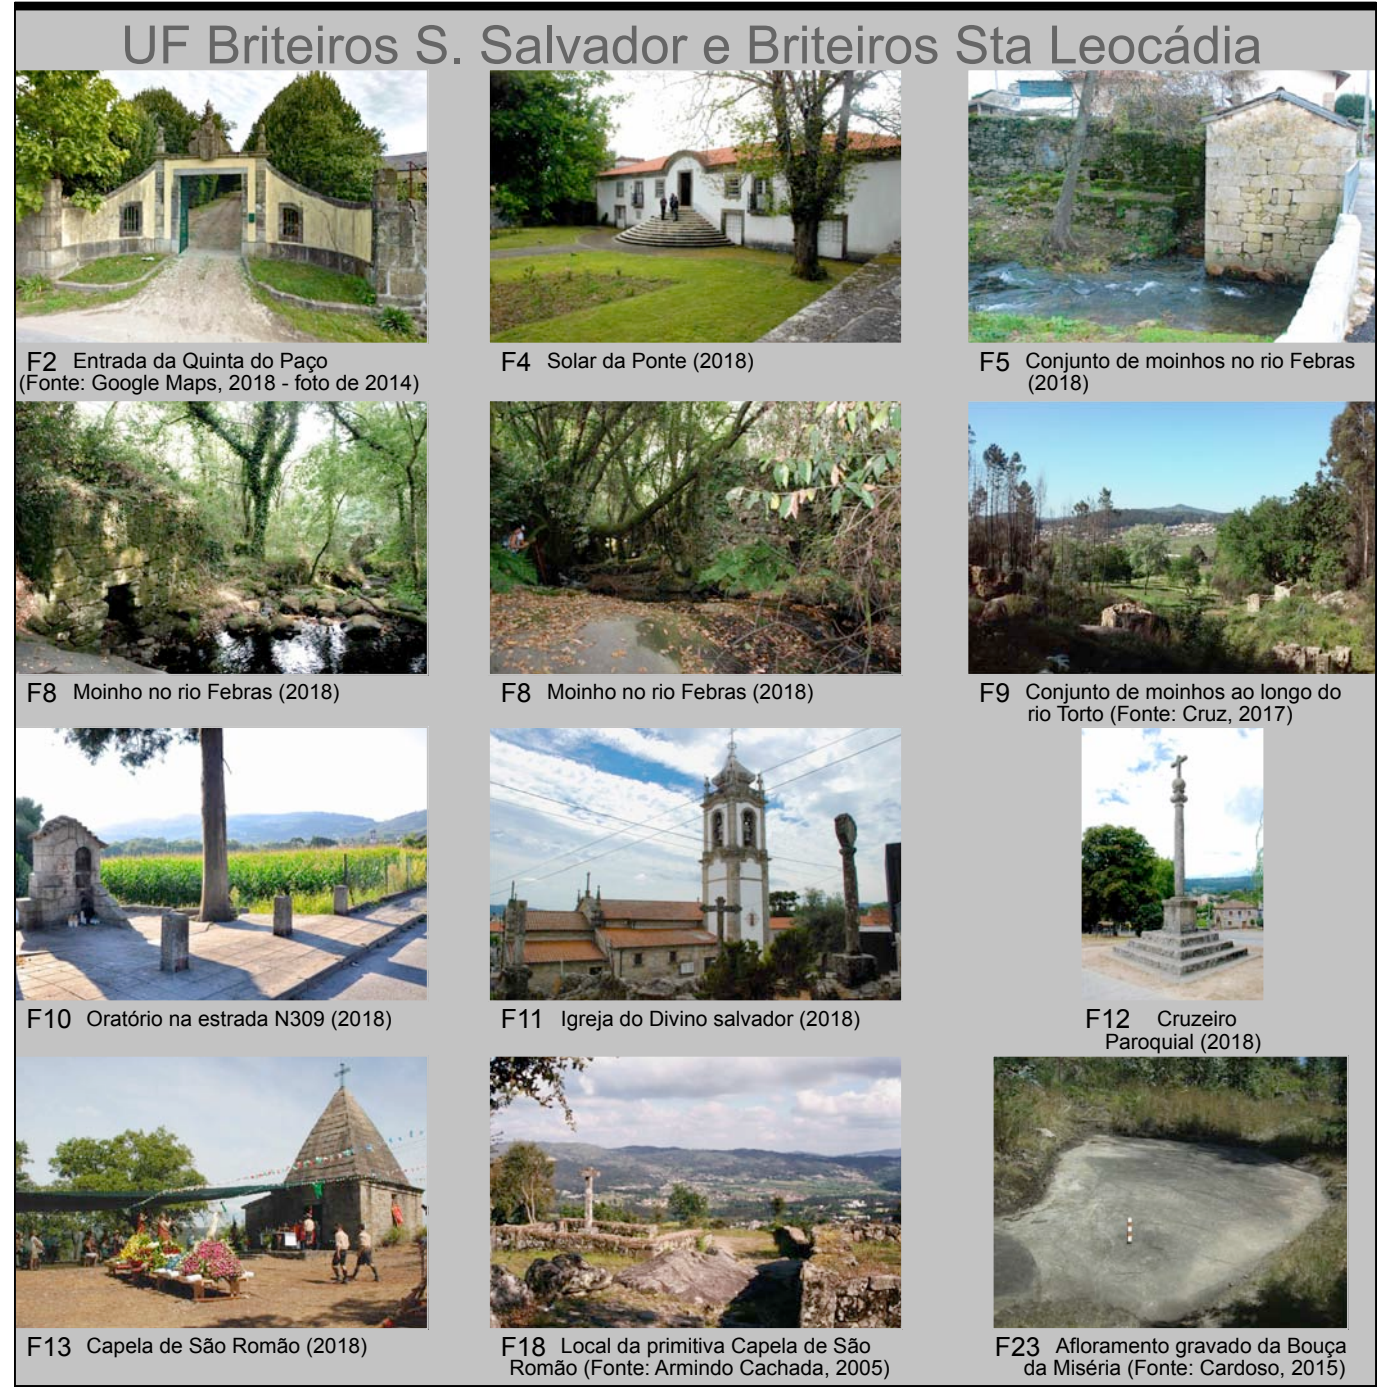 UF Briteiros S. Salvador e Briteiros Sta Leocádia
F2 Entrada da Quinta do Paço
(Fonte: Google Maps, 2018 - foto de 2014)
F4 Solar da Ponte (2018)
F5 Conjunto de moinhos no rio Febras
(2018)
F8 Moinho no rio Febras (2018)
F8 Moinho no rio Febras (2018)
F9 Conjunto de moinhos ao longo do
rio Torto (Fonte: Cruz, 2017)
F10 Oratório na estrada N309 (2018)
F11 Igreja do Divino salvador (2018)
F12 Cruzeiro
Paroquial (2018)
F13 Capela de São Romão (2018)
F18 Local da primitiva Capela de São
Romão (Fonte: Armindo Cachada, 2005)
F23 Afloramento gravado da Bouça
da Miséria (Fonte: Cardoso, 2015)